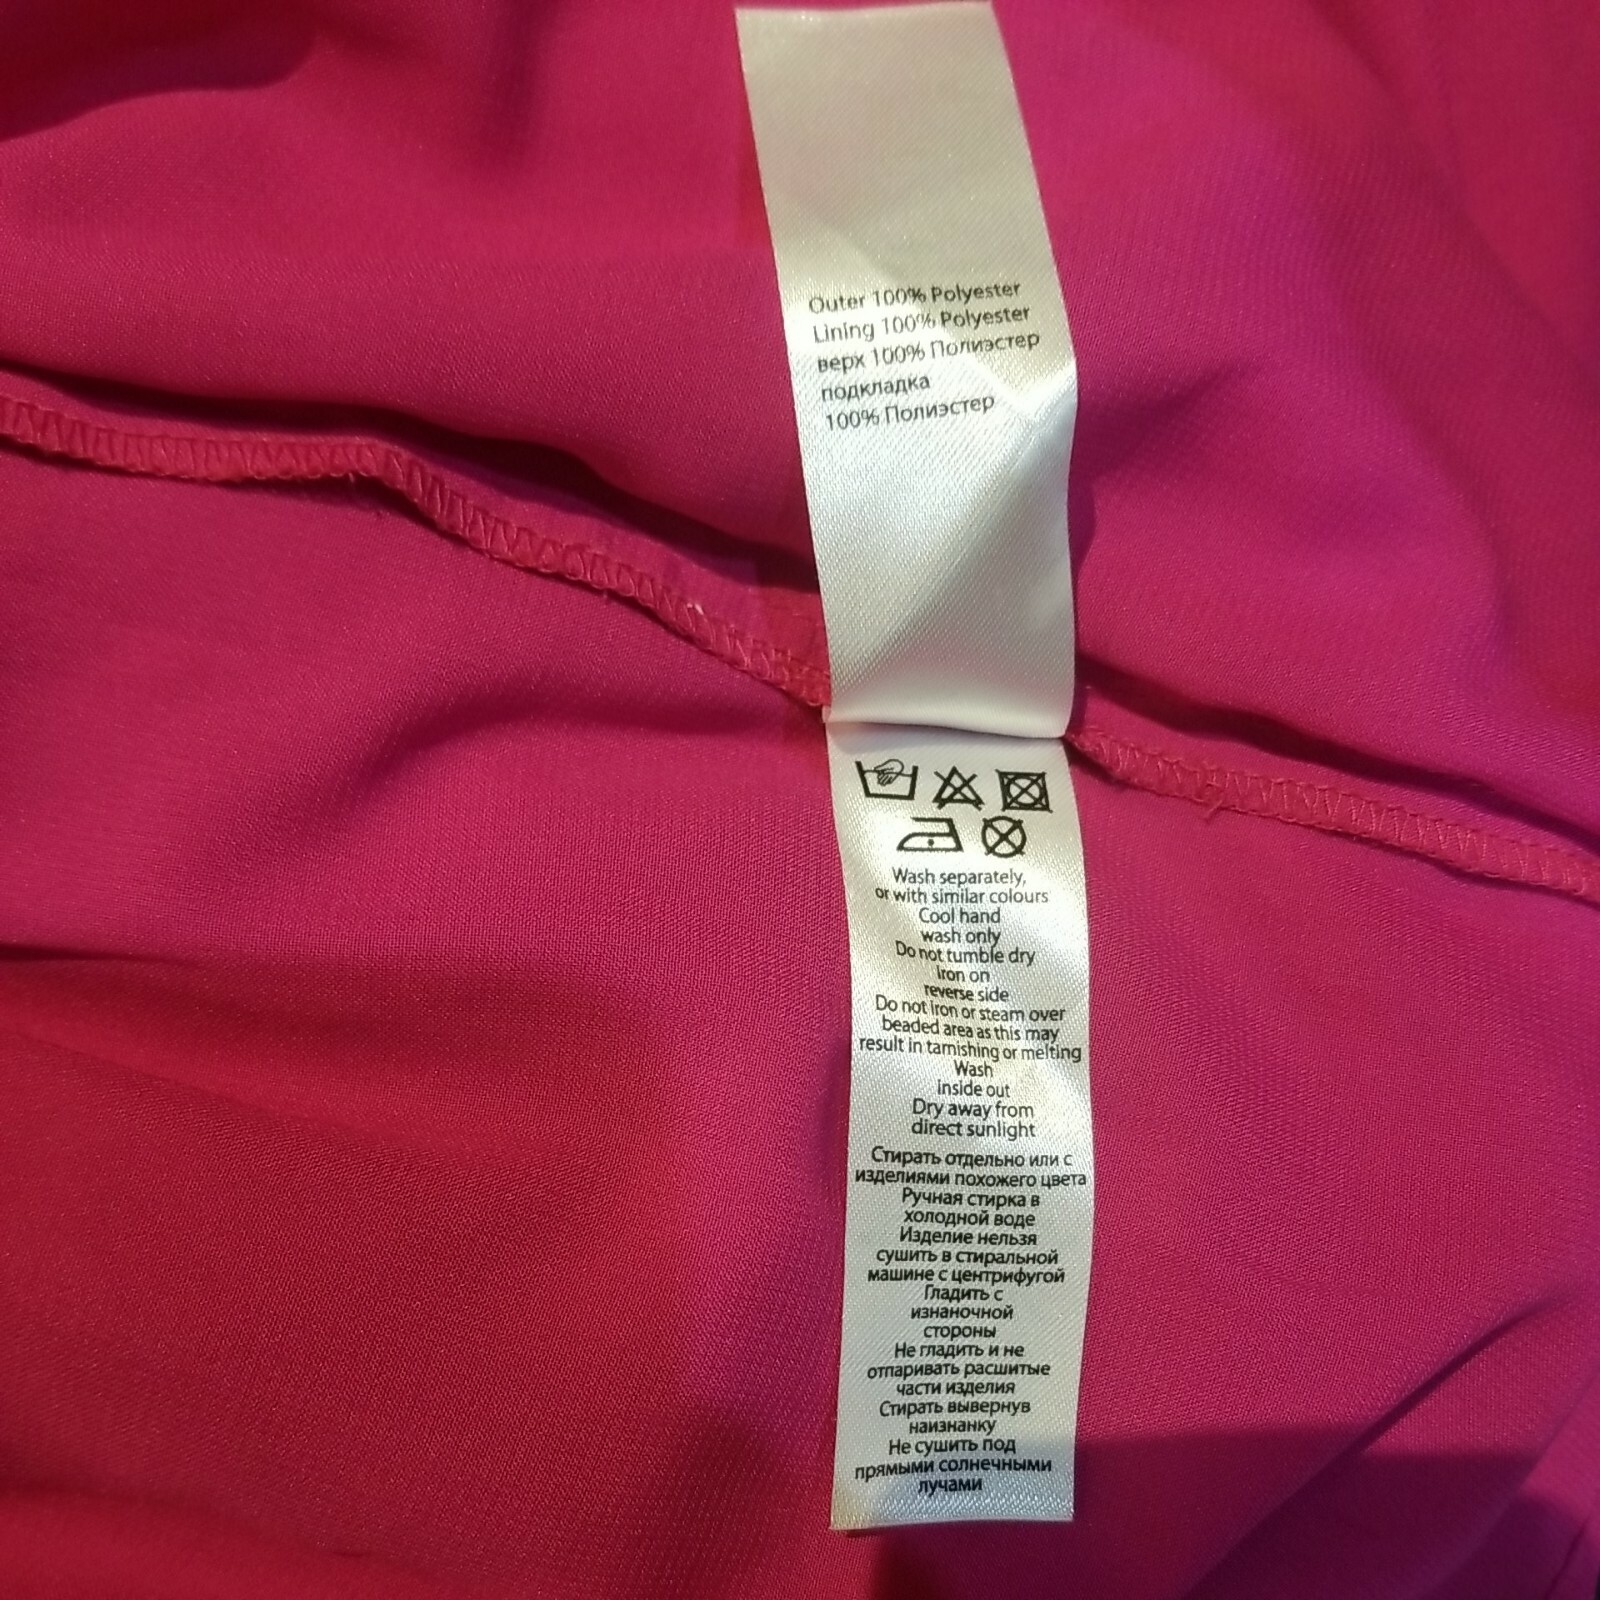 Outer 100% Polyester
Lining 100% Polyester
верх 100% Полиэстер
подкладка
100% Полиэстер
Wash separately,
or with similar colours
Cool hand
wash only
Do not tumble dry
Iron on
reverse side
Do not iron or steam over
beaded area as this may
result in tarnishing or melting
Wash
inside out
Dry away from
direct sunlight
Стирать отдельно или с
изделиями похожего цвета
Ручная стирка в
холодной воде
Изделие нельзя
сушить в стиральной
машине с центрифугой
Гладить с
изнаночной
стороны
Не гладить и не
отпаривать расшитые
части изделия
Стирать вывернув
наизнанку
Не сушить под
прямыми солнечными
лучами